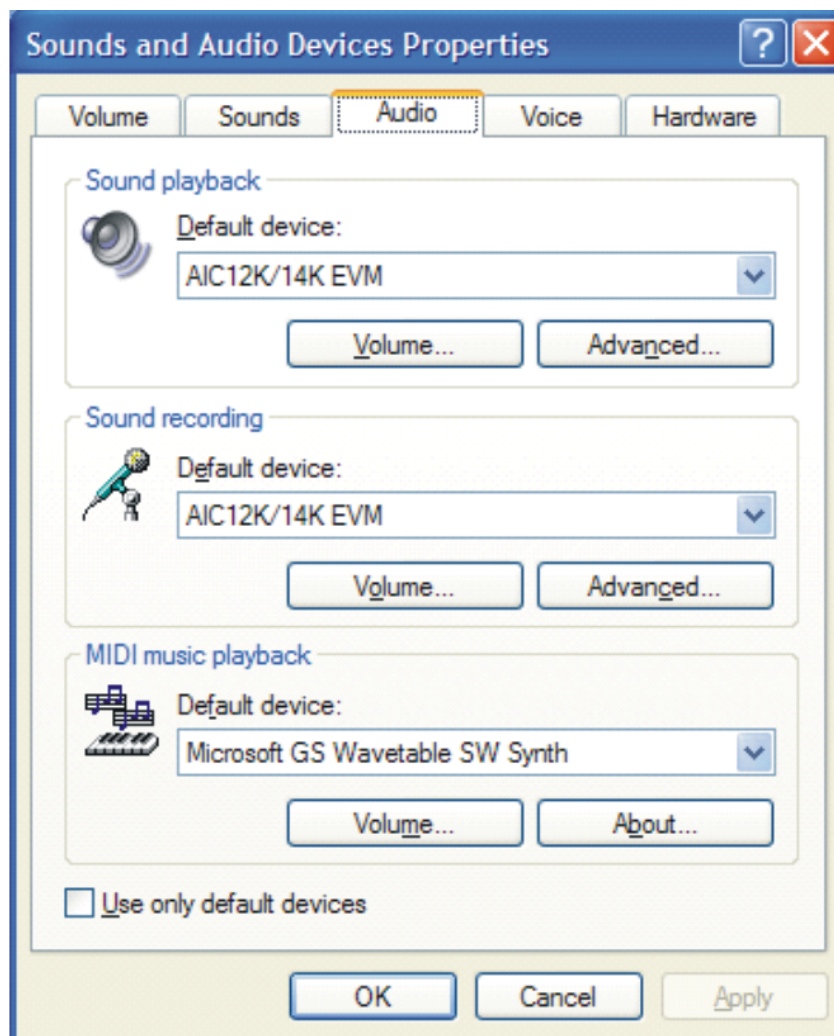 Sounds and Audio Devices Properties
Volume Sounds Audio Voice Hardware
Sound playback
Default device:
AIC12K/14K EVM
Volume... Advanced...
Sound recording
Default device:
AIC12K/14K EVM
Volume... Advanced...
MIDI music playback
Default device:
Microsoft GS Wavetable SW Synth
Volume... About...
Use only default devices
OK Cancel Apply